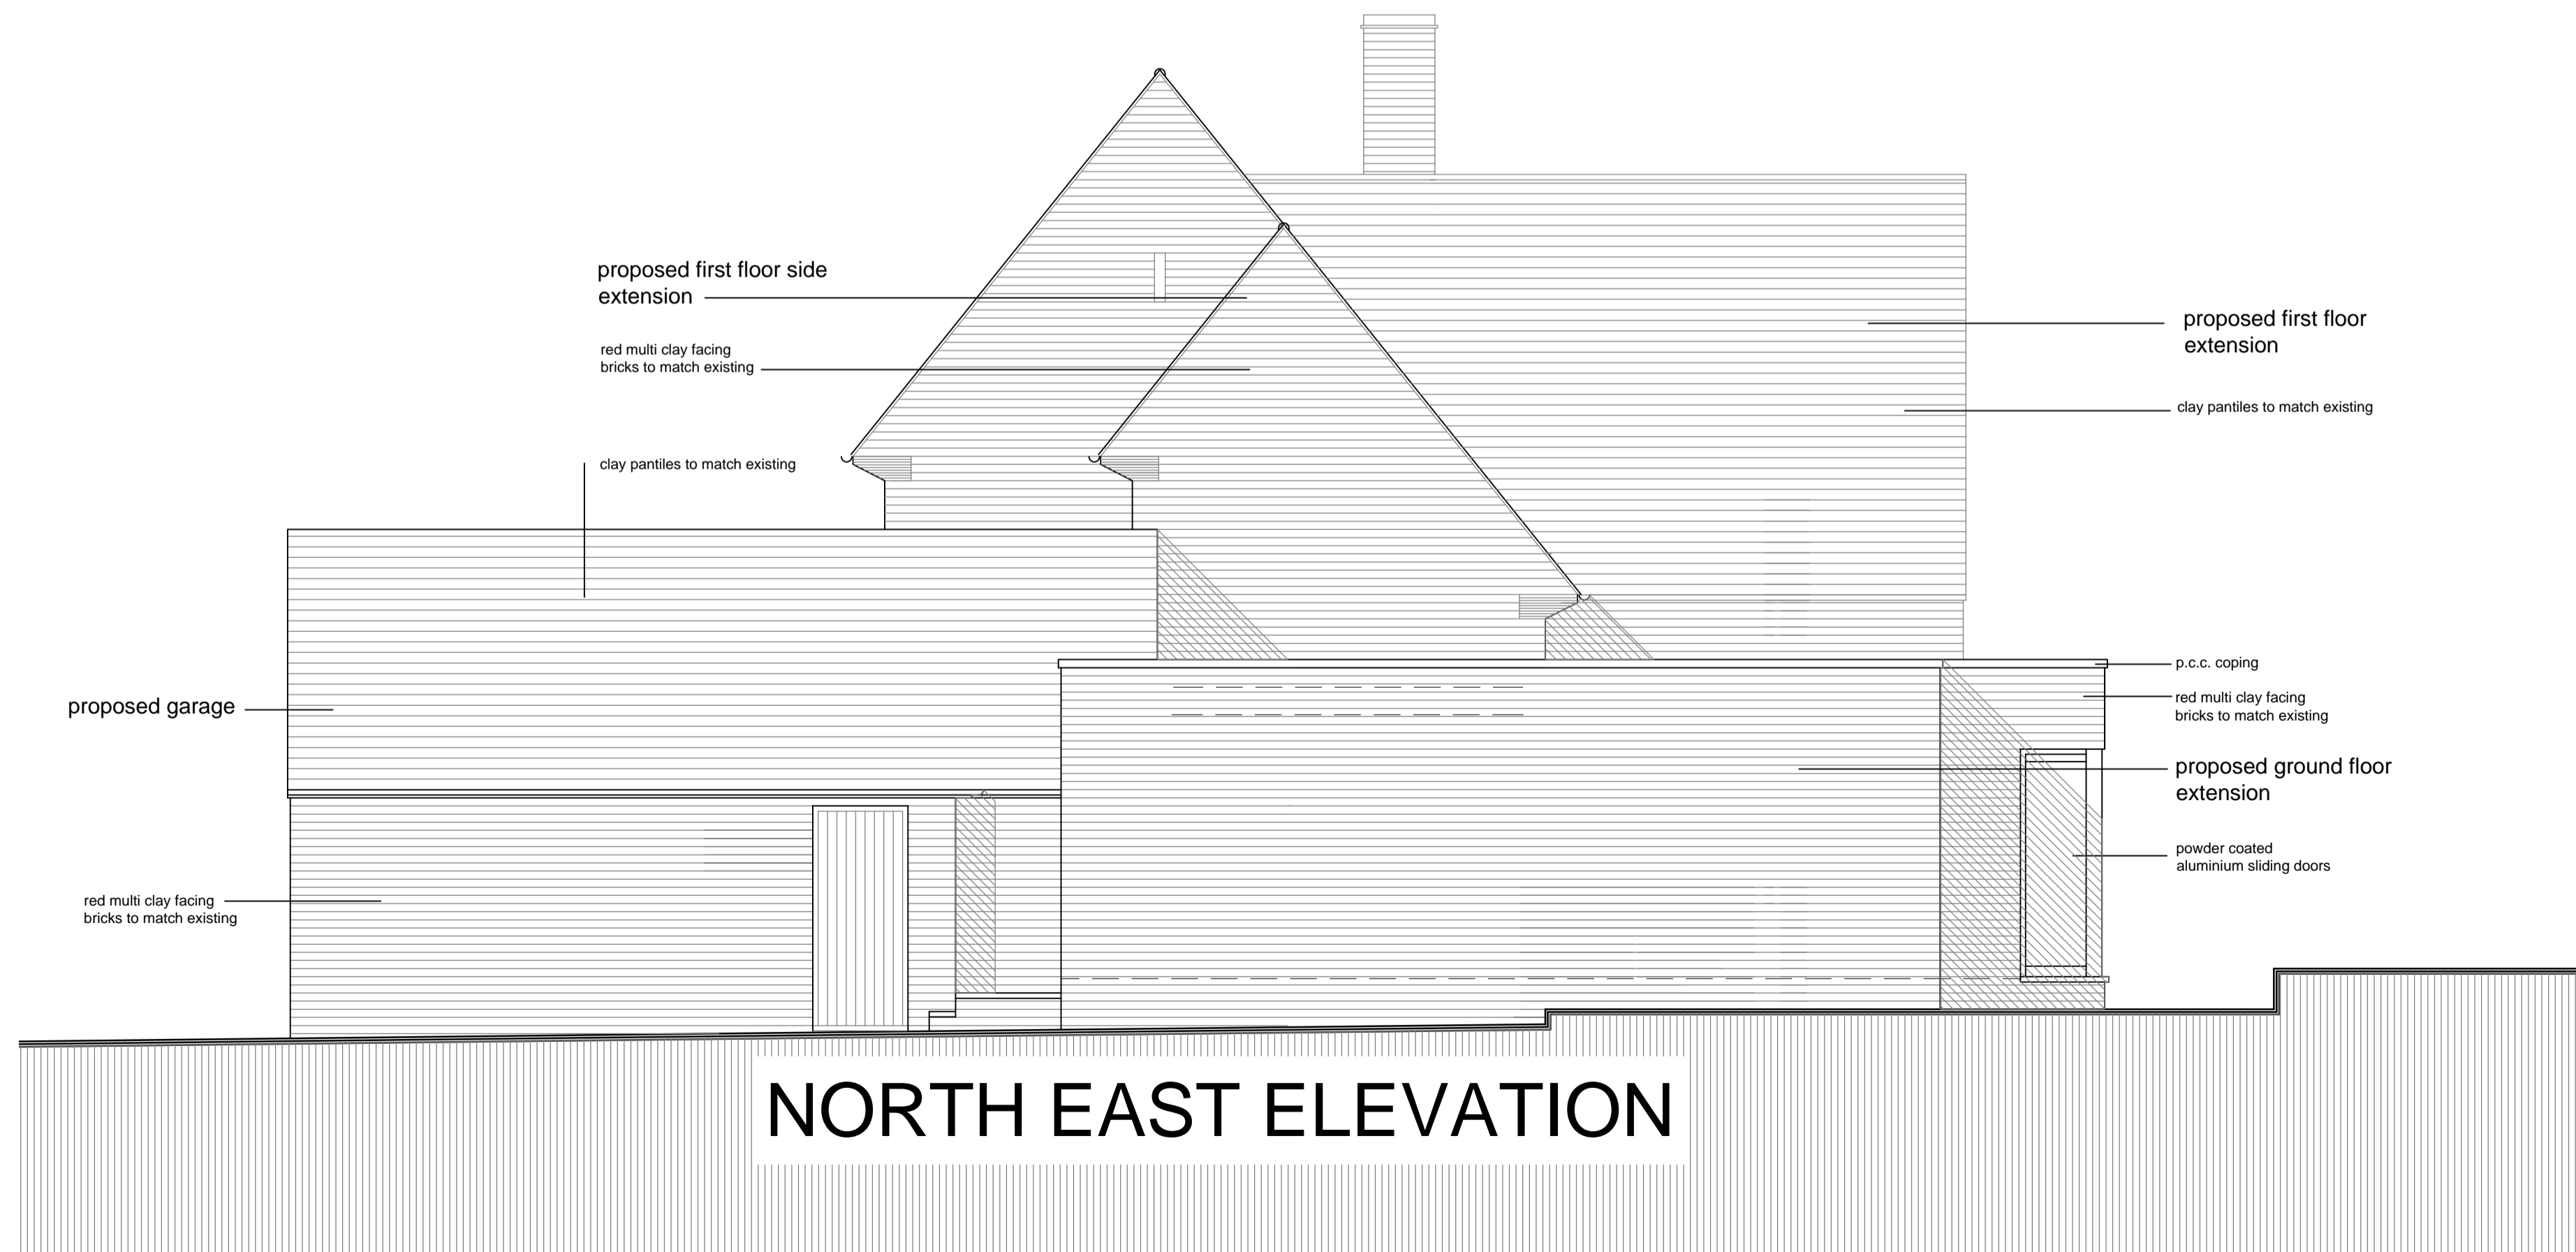 proposed first floor side
extension
red multi clay facing
bricks to match existing
clay pantiles to match existing
proposed garage
red multi clay facing
bricks to match existing
proposed first floor
extension
clay pantiles to match existing
p.c.c. coping
red multi clay facing
bricks to match existing
proposed ground floor
extension
powder coated
aluminium sliding doors
NORTH EAST ELEVATION